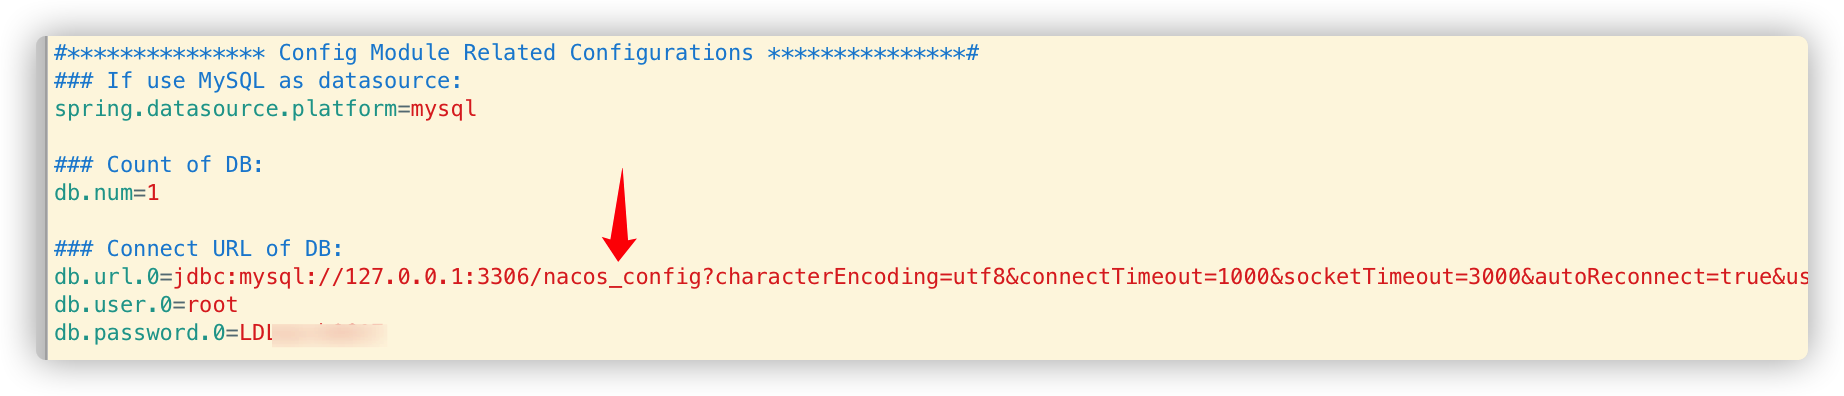 #*************** Config Module Related Configurations ***************#
### If use MySQL as datasource:
spring.datasource.platform=mysql
### Count of DB:
db.num=1
### Connect URL of DB:
db.url.0=jdbc:mysql://127.0.0.1:3306/nacos_config?characterEncoding=utf8&connectTimeout=1000&socketTimeout=3000&autoReconnect=true&us
db.user.0=root
db.password.0=